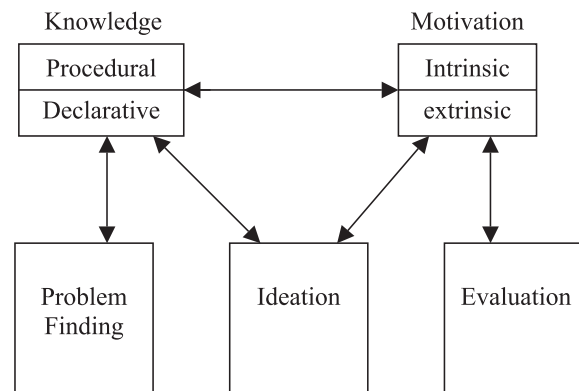 Knowledge
Motivation
Procedural
Intrinsic
Declarative
extrinsic
Problem
Finding
Ideation
Evaluation